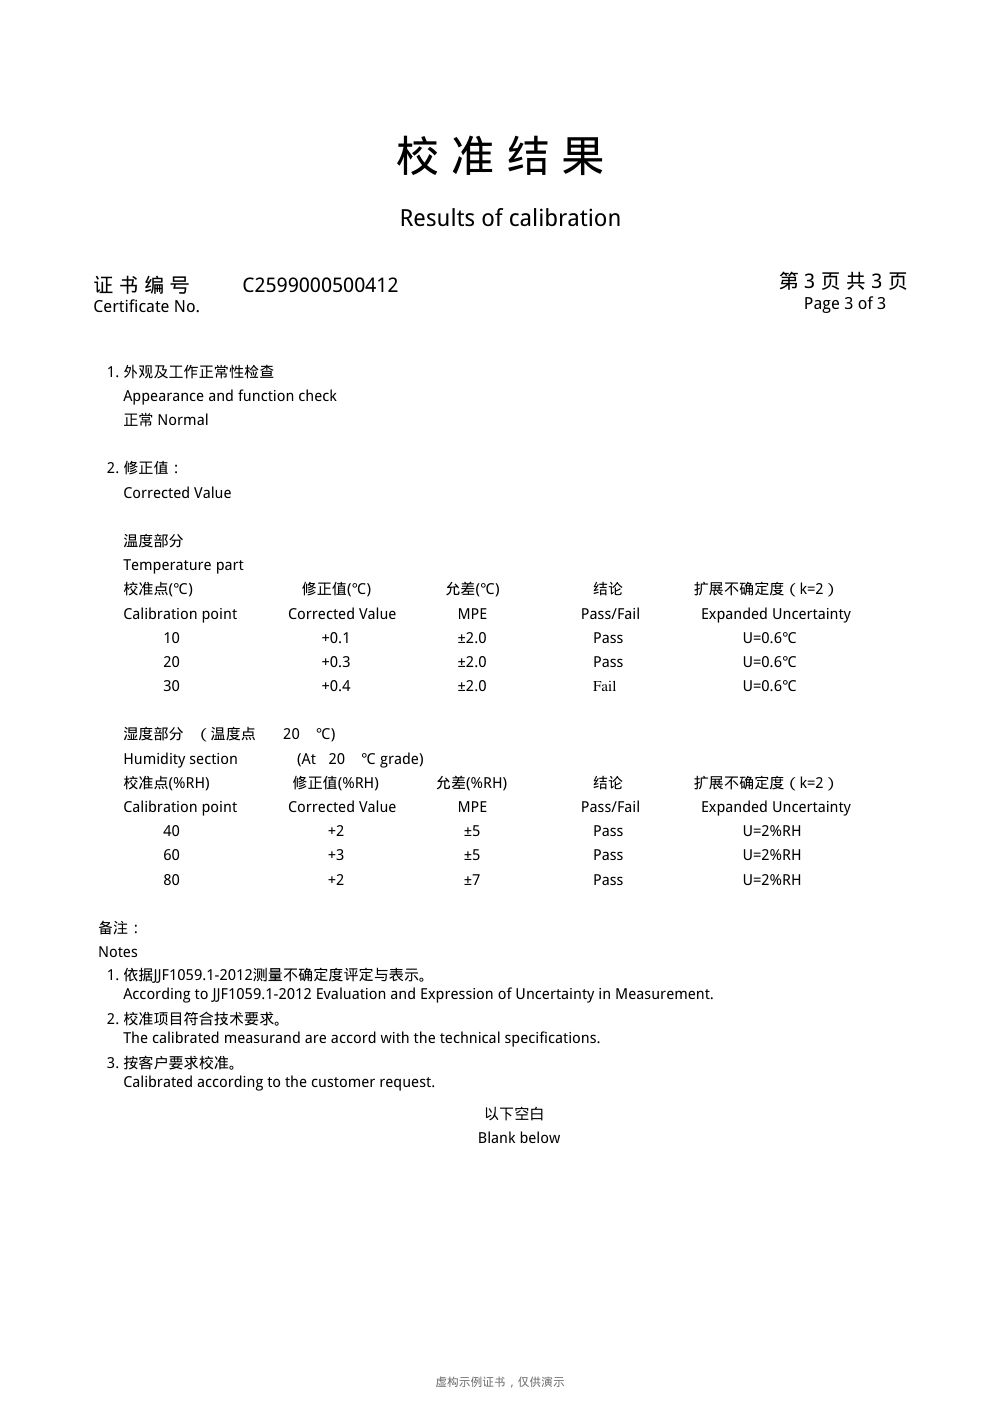 校准结果
Results of calibration
证书编号 C2599000500412
Certificate No.
第 3 页 共 3 页
Page 3 of 3
1. 外观及工作正常性检查
Appearance and function check
正常 Normal
2. 修正值：
Corrected Value
温度部分
Temperature part
校准点(℃) 修正值(℃) 允差(℃) 结论 扩展不确定度（k=2）
Calibration point Corrected Value MPE Pass/Fail Expanded Uncertainty
10 +0.1 ±2.0 Pass U=0.6℃
20 +0.3 ±2.0 Pass U=0.6℃
30 +0.4 ±2.0 Fail U=0.6℃
湿度部分 （温度点 20 ℃)
Humidity section (At 20 ℃ grade)
校准点(%RH) 修正值(%RH) 允差(%RH) 结论 扩展不确定度（k=2）
Calibration point Corrected Value MPE Pass/Fail Expanded Uncertainty
40 +2 ±5 Pass U=2%RH
60 +3 ±5 Pass U=2%RH
80 +2 ±7 Pass U=2%RH
备注：
Notes
1. 依据JJF1059.1-2012测量不确定度评定与表示。
According to JJF1059.1-2012 Evaluation and Expression of Uncertainty in Measurement.
2. 校准项目符合技术要求。
The calibrated measurand are accord with the technical specifications.
3. 按客户要求校准。
Calibrated according to the customer request.
以下空白
Blank below
虚构示例证书，仅供演示